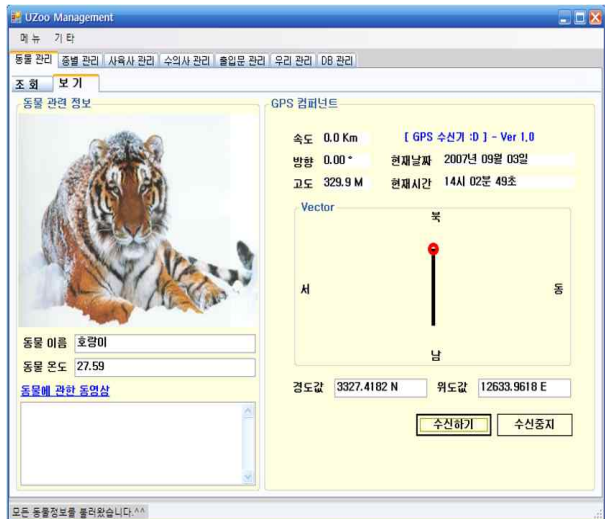 UZoo Management
메뉴 기타
동물 관리 종별 관리 사육사 관리 수의사 관리 출입문 관리 우리 관리 DB 관리
조회 보기
동물 관련 정보
동물 이름 호랑이
동물 온도 27.59
동물에 관한 동영상
GPS 컴퍼넌트
속도 0.0 Km [ GPS 수신기 :D ] - Ver 1.0
방향 0.00 ° 현재날짜 2007년 09월 03일
고도 329.9 M 현재시간 14시 02분 49초
Vector
북
서 동
남
경도값 3327.4182 N 위도값 12633.9618 E
수신하기 수신중지
모든 동물정보를 불러왔습니다.^^